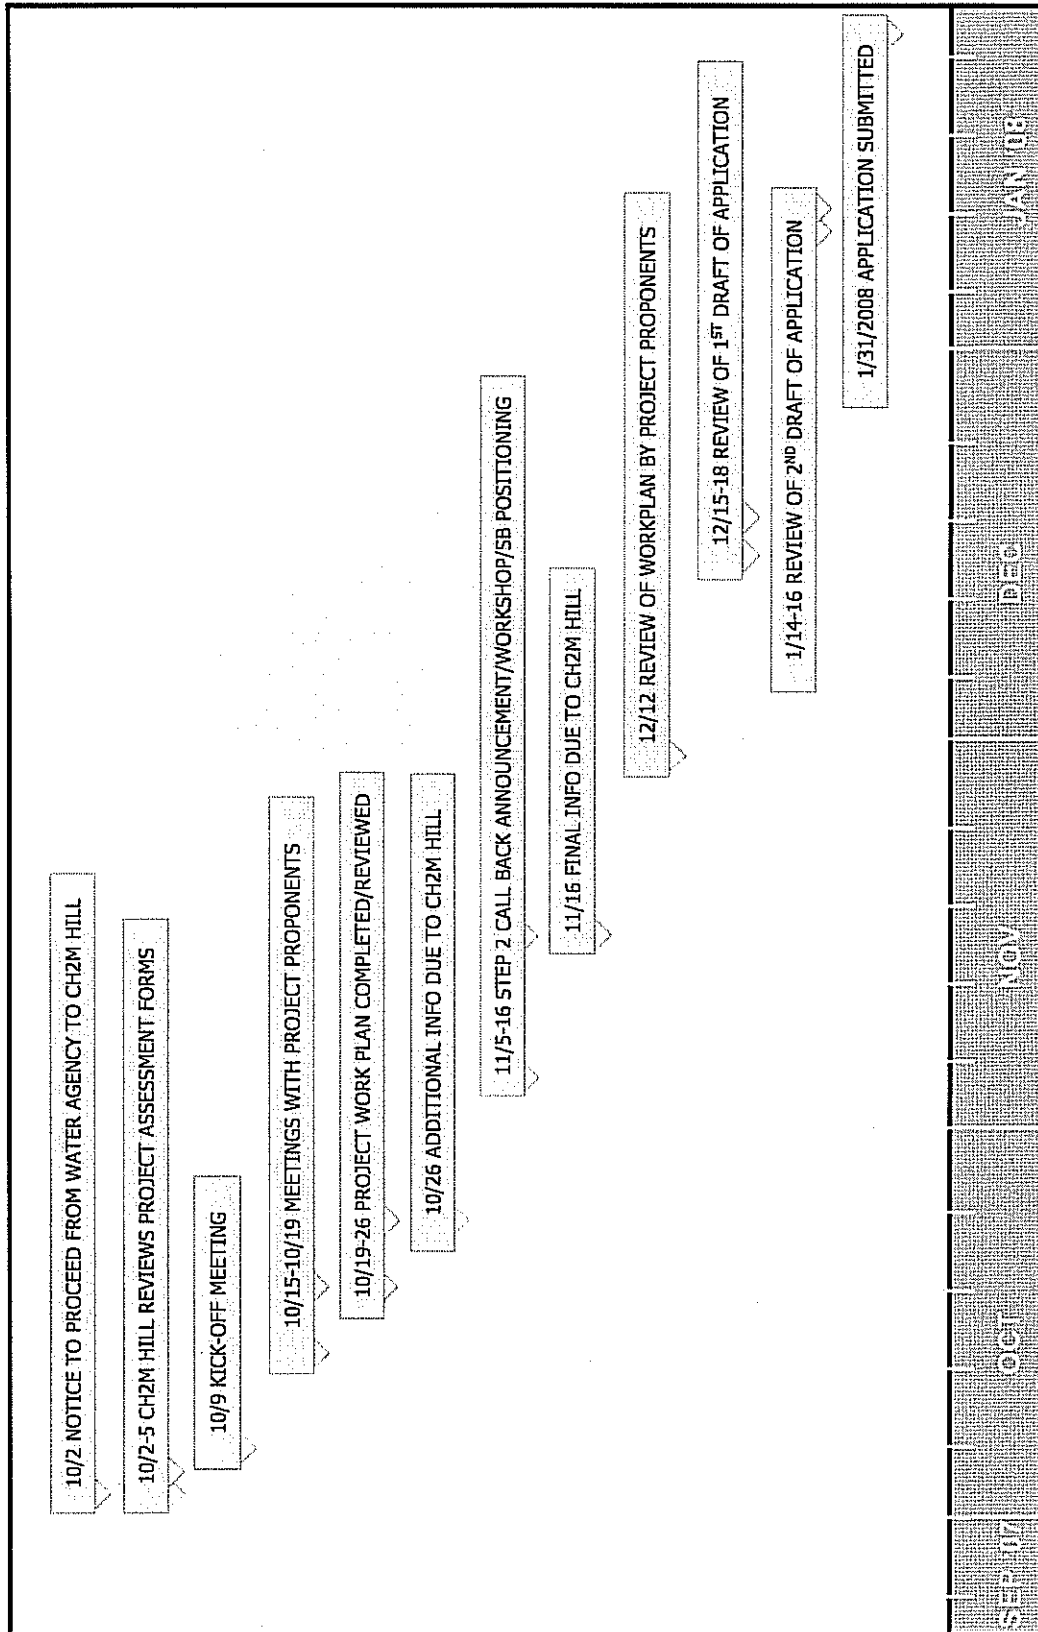 10/2 NOTICE TO PROCEED FROM WATER AGENCY TO CH2M HILL
10/2-5 CH2M HILL REVIEWS PROJECT ASSESSMENT FORMS
10/9 KICK-OFF MEETING
10/15-10/19 MEETINGS WITH PROJECT PROPONENTS
10/19-26 PROJECT WORK PLAN COMPLETED/REVIEWED
10/26 ADDITIONAL INFO DUE TO CH2M HILL
11/5-16 STEP 2 CALL BACK ANNOUNCEMENT/WORKSHOP/SB POSITIONING
11/16 FINAL INFO DUE TO CH2M HILL
12/12 REVIEW OF WORKPLAN BY PROJECT PROPONENTS
12/15-18 REVIEW OF 1ST DRAFT OF APPLICATION
1/14-16 REVIEW OF 2ND DRAFT OF APPLICATION
1/31/2008 APPLICATION SUBMITTED
SEP OCT NOV DEC JAN 08